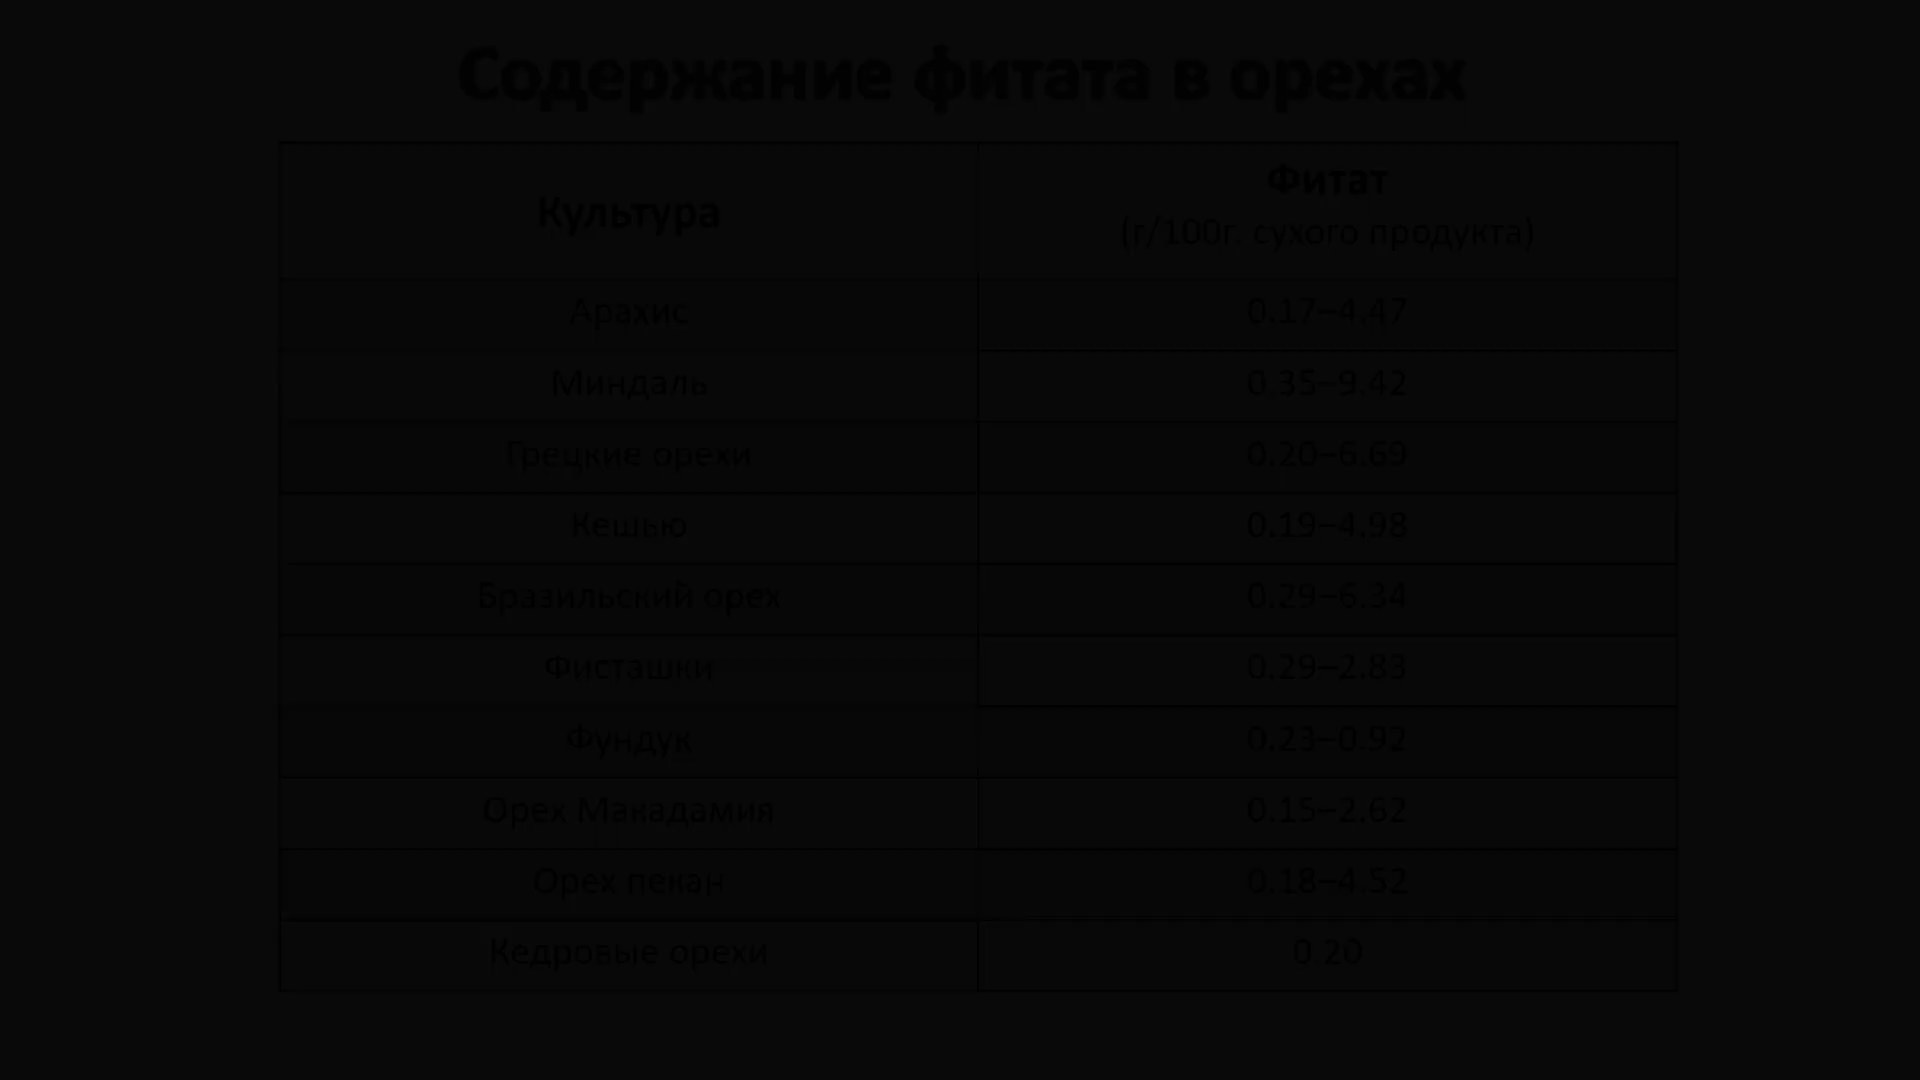 Содержание фитата в орехах
Культура
Фитат
(г/100г. сухого продукта)
Арахис 0.17–4.47
Миндаль 0.35–9.42
Грецкие орехи 0.20–6.69
Кешью 0.19–4.98
Бразильский орех 0.29–6.34
Фисташки 0.29–2.83
Фундук 0.23–0.92
Орех Макадамия 0.15–2.62
Орех пекан 0.18–4.52
Кедровые орехи 0.20